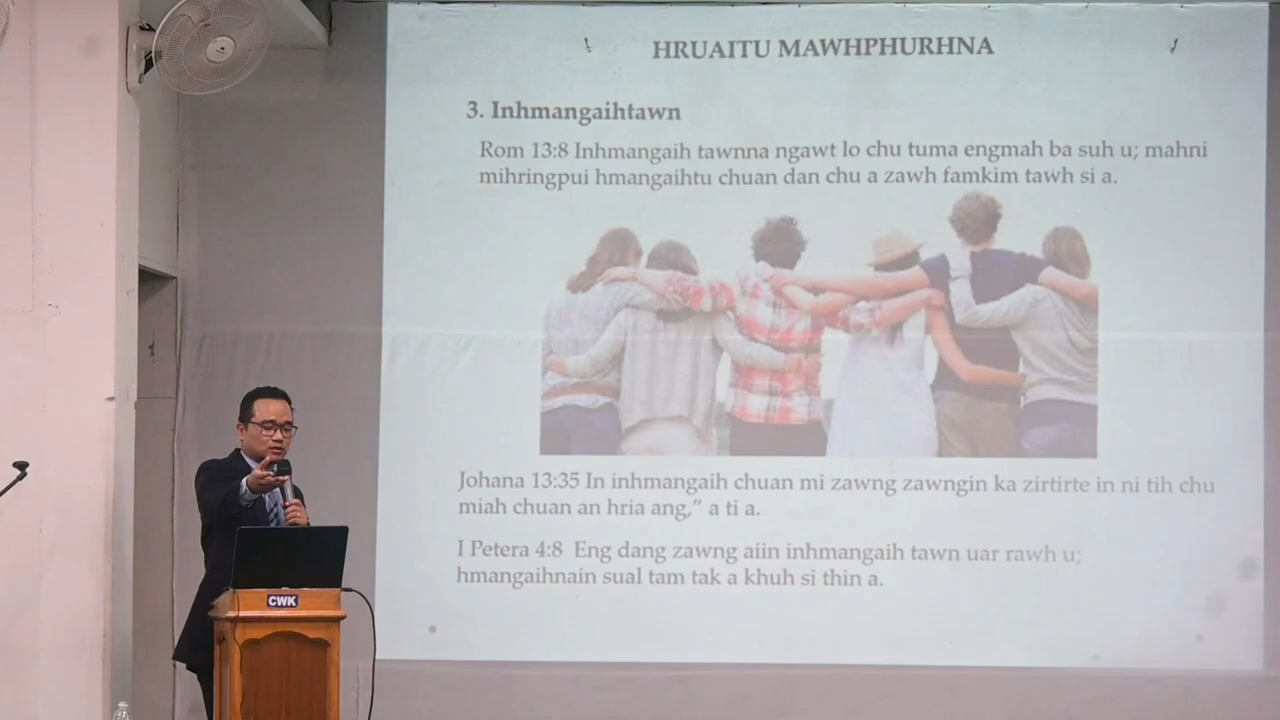 HRUAITU MAWHPHURHNA
3. Inhmangaihtawn
Rom 13:8 Inhmangaih tawnna ngawt lo chu tuma engmah ba suh u; mahni
mihringpui hmangaihtu chuan dan chu a zawh famkim tawh si a.
Johana 13:35 In inhmangaih chuan mi zawng zawngin ka zirtirte in ni tih chu
miah chuan an hria ang,” a ti a.
I Petera 4:8 Eng dang zawng aiin inhmangaih tawn uar rawh u;
hmangaihnain sual tam tak a khuh si thin a.
CWK